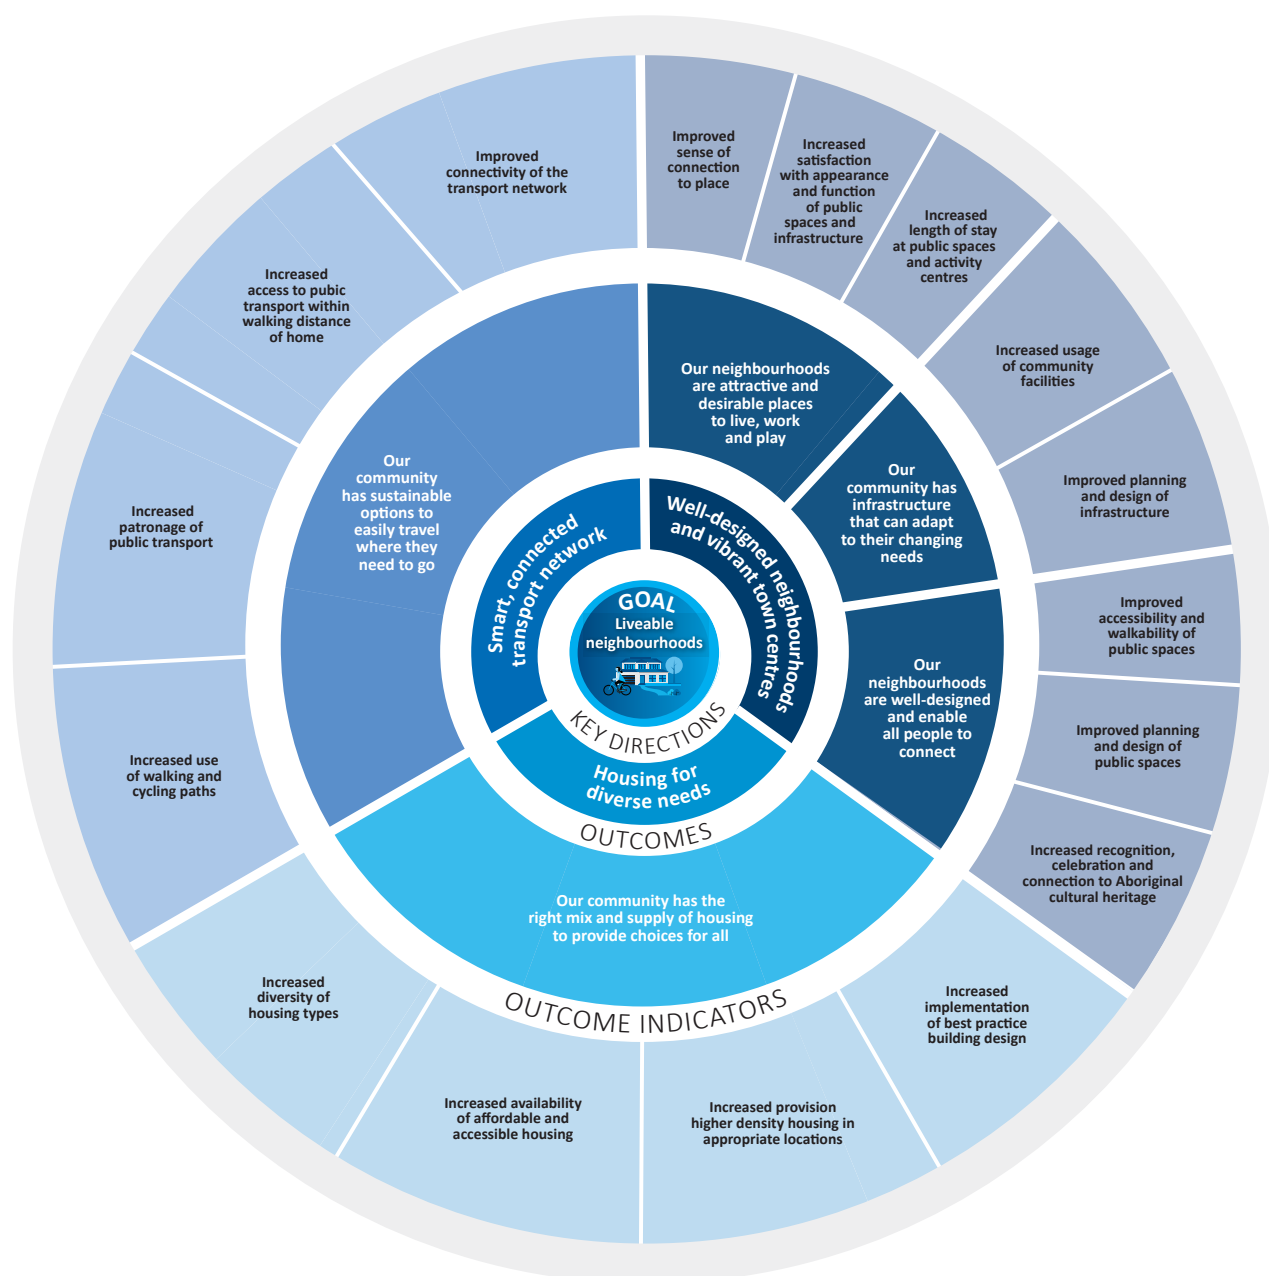 GOAL
Liveable
neighbourhoods
KEY DIRECTIONS
Smart, connected
transport network
Well-designed neighbourhoods
and vibrant town centres
Housing for
diverse needs
OUTCOMES
Our neighbourhoods
are attractive and
desirable places
to live, work
and play
Our
community has
infrastructure
that can adapt
to their changing
needs
Our
neighbourhoods
are well-designed
and enable
all people to
connect
Our community has the
right mix and supply of housing
to provide choices for all
Our
community
has sustainable
options to
easily travel
where they
need to go
OUTCOME INDICATORS
Improved
sense of
connection
to place
Increased
satisfaction
with appearance
and function
of public
spaces and
infrastructure
Increased
length of stay
at public spaces
and activity
centres
Increased usage
of community
facilities
Improved planning
and design of
infrastructure
Improved
accessibility and
walkability of
public spaces
Improved planning
and design of
public spaces
Increased recognition,
celebration and
connection to Aboriginal
cultural heritage
Increased
implementation
of best practice
building design
Increased provision
higher density housing in
appropriate locations
Increased availability
of affordable and
accessible housing
Increased
diversity of
housing types
Increased use
of walking and
cycling paths
Increased
patronage of
public transport
Increased
access to pubic
transport within
walking distance
of home
Improved
connectivity of the
transport network